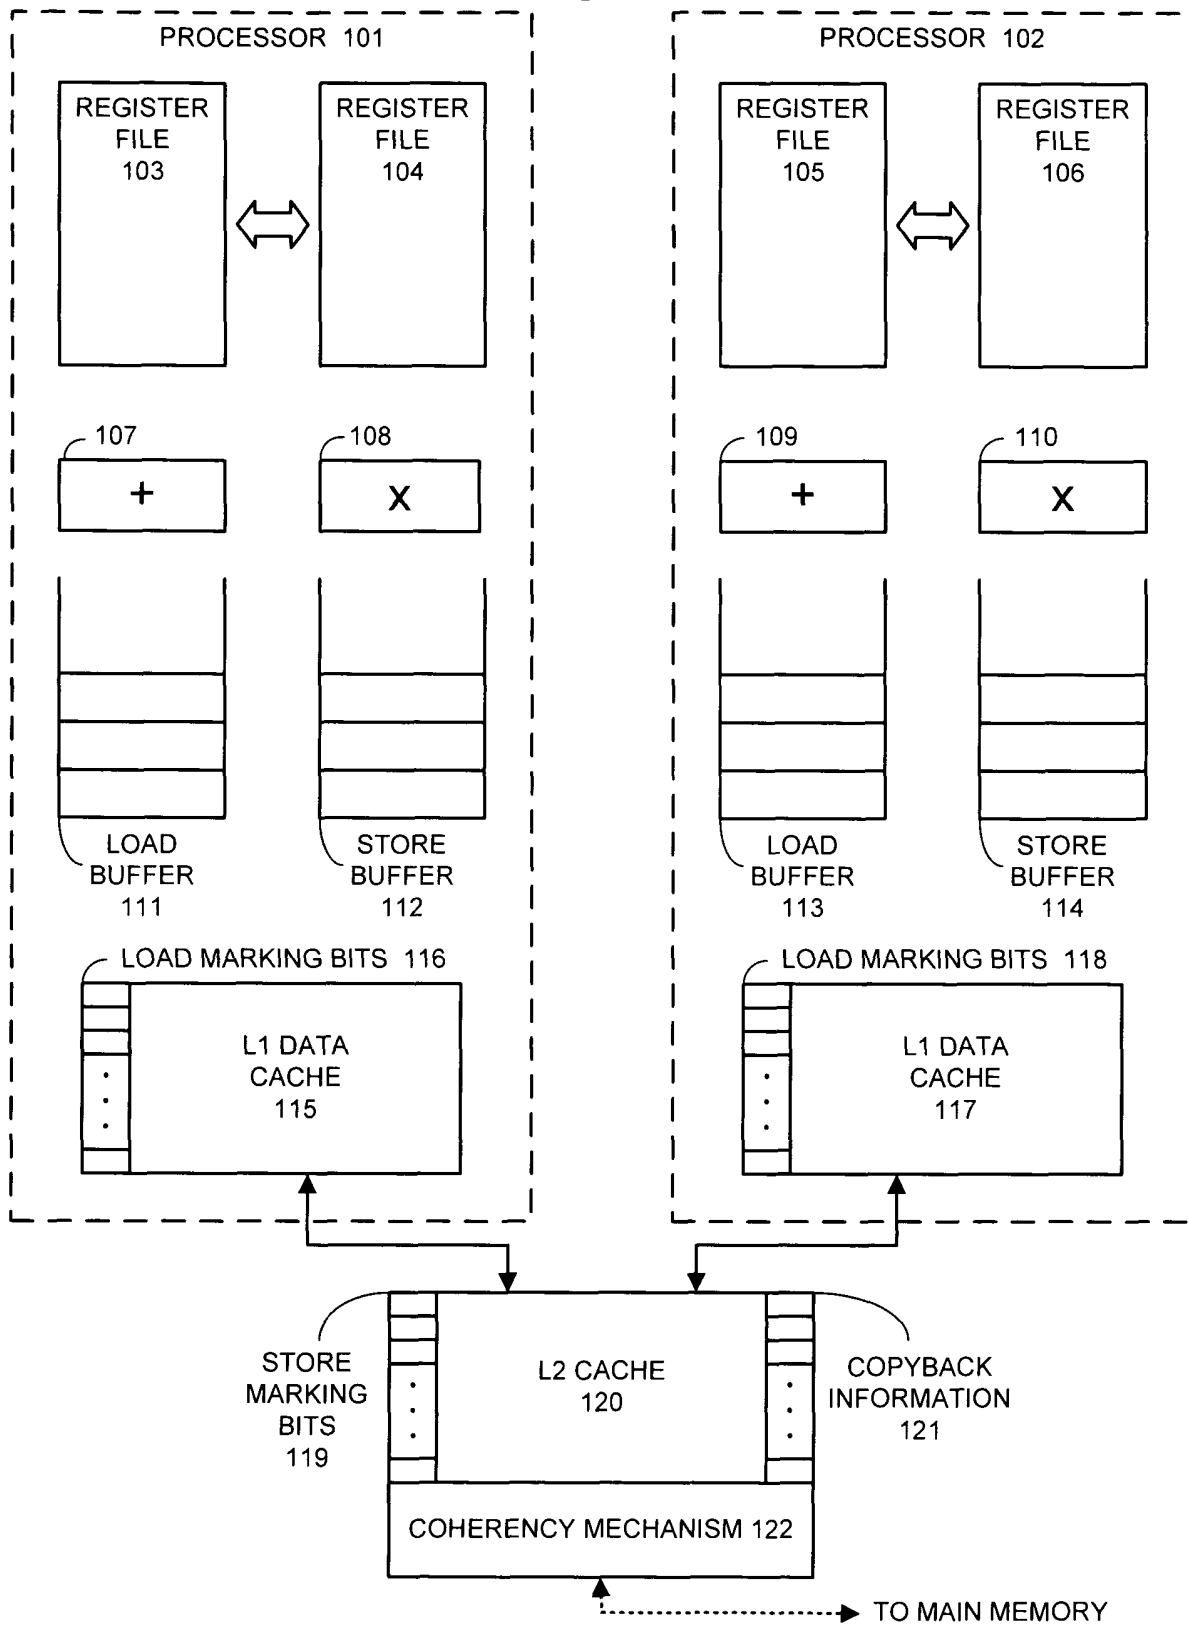 PROCESSOR 101
REGISTER
FILE
103
REGISTER
FILE
104
107
+
108
X
LOAD
BUFFER
111
STORE
BUFFER
112
LOAD MARKING BITS 116
L1 DATA
CACHE
115
PROCESSOR 102
REGISTER
FILE
105
REGISTER
FILE
106
109
+
110
X
LOAD
BUFFER
113
STORE
BUFFER
114
LOAD MARKING BITS 118
L1 DATA
CACHE
117
STORE
MARKING
BITS
119
L2 CACHE
120
COPYBACK
INFORMATION
121
COHERENCY MECHANISM 122
TO MAIN MEMORY